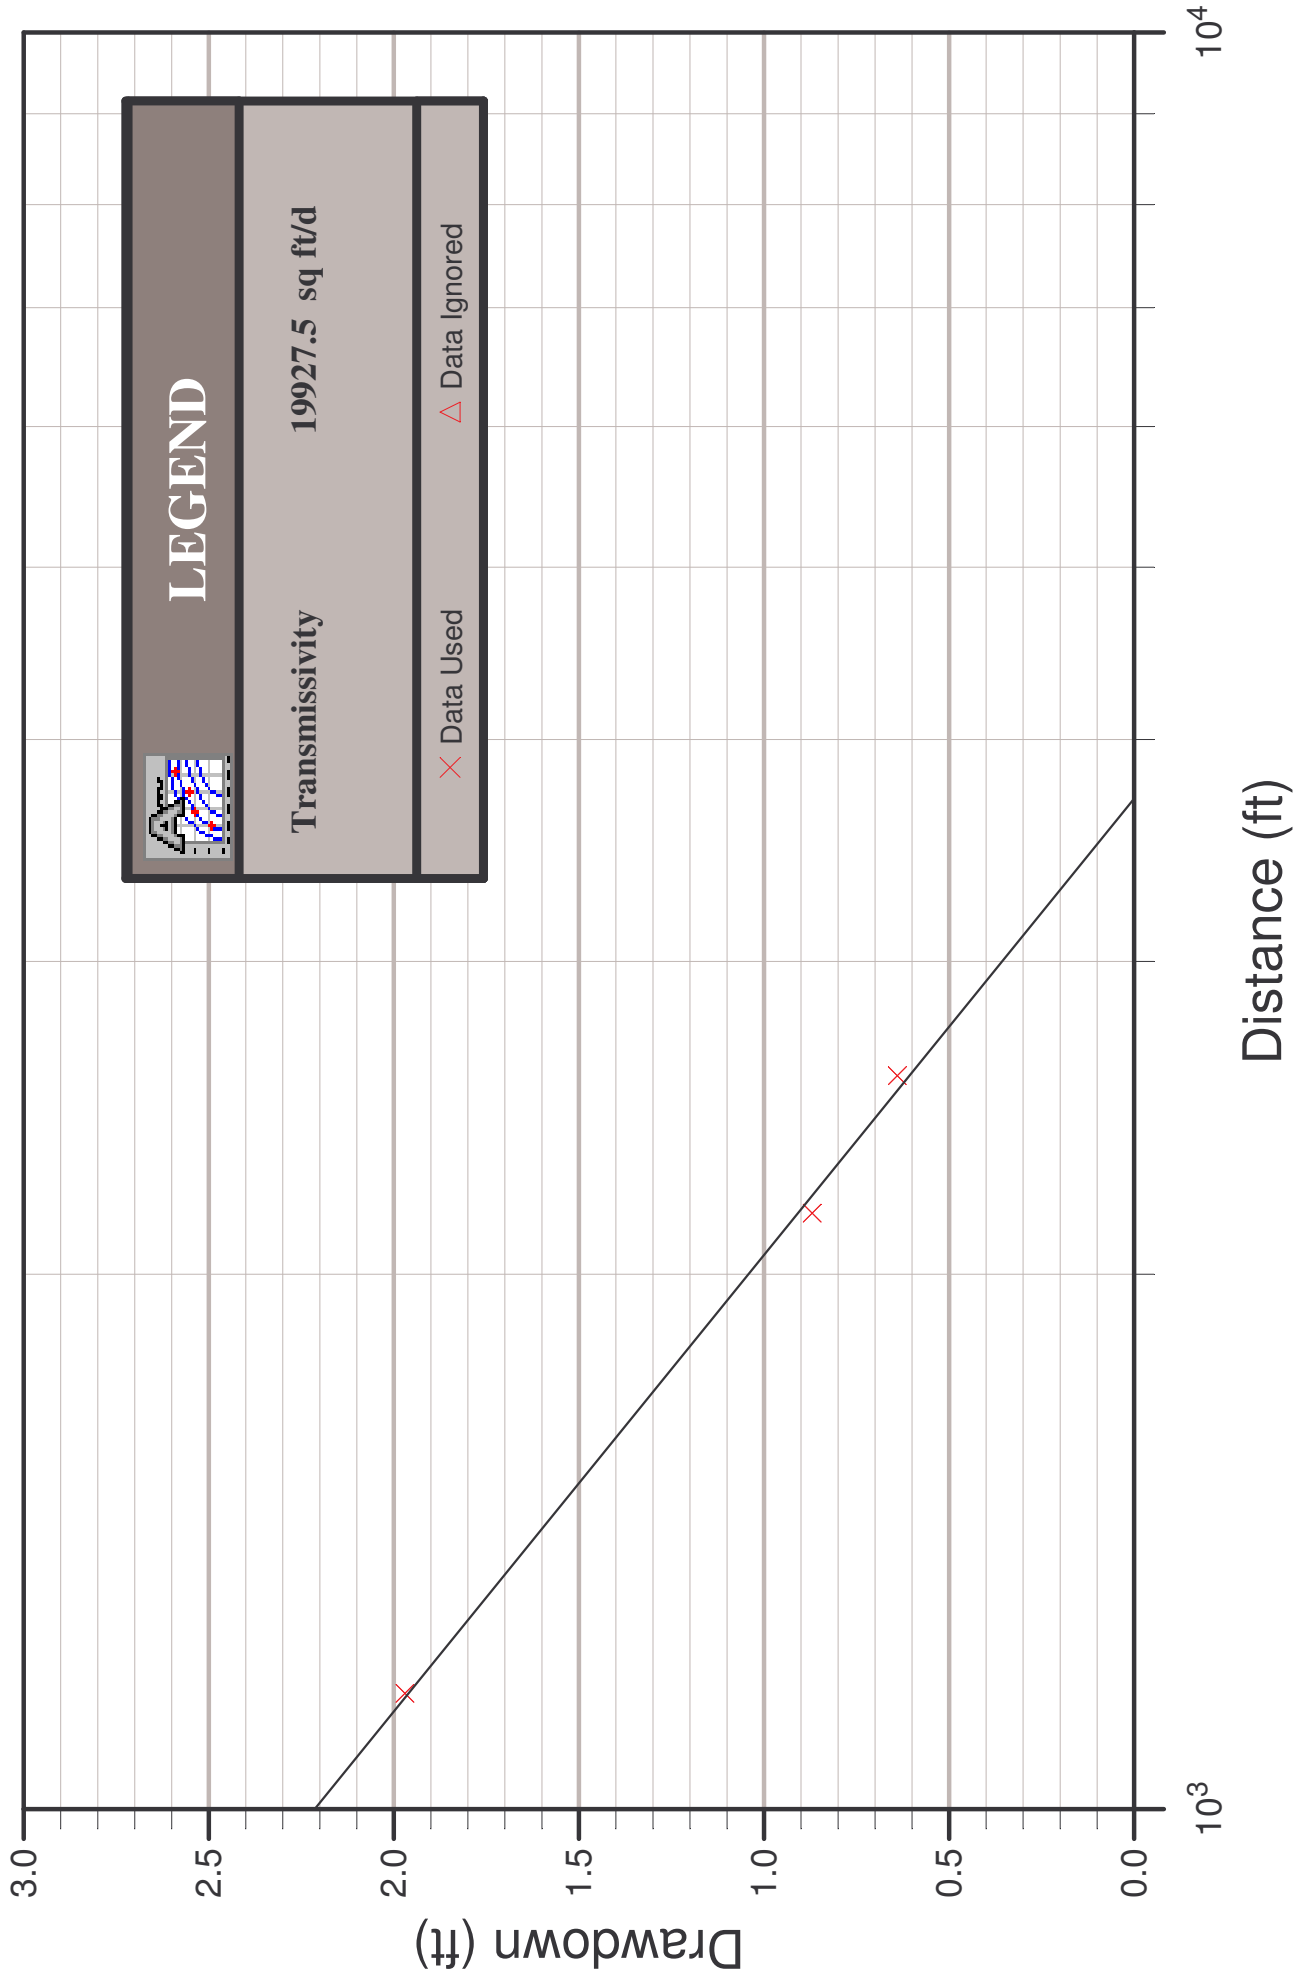 LEGEND
Transmissivity 19927.5 sq ft/d
Data Used Data Ignored
3.0
2.5
2.0
1.5
1.0
0.5
0.0
Drawdown (ft)
10³ 10⁴
Distance (ft)